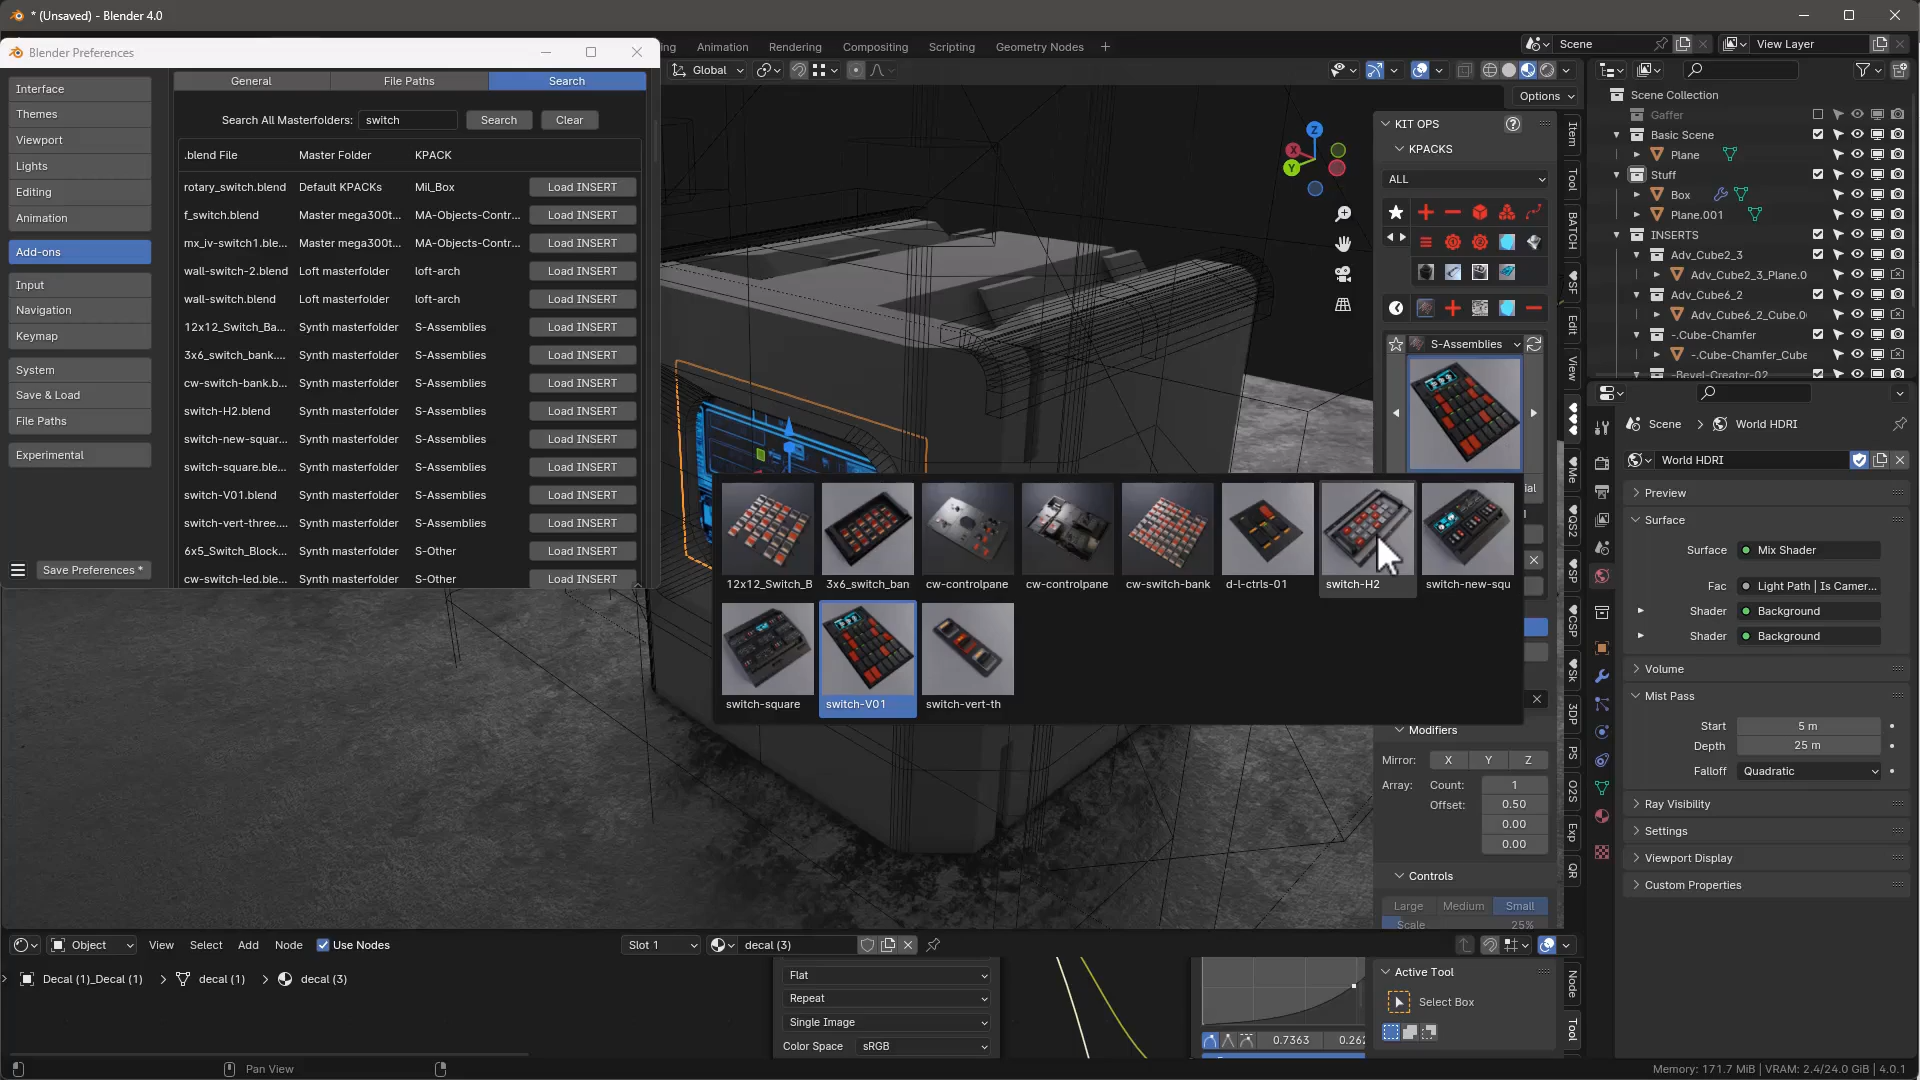 * (Unsaved) - Blender 4.0
Blender Preferences
Animation
Rendering
Compositing
Scripting
Geometry Nodes
+
Scene
View Layer
General
File Paths
Search
Global
Options
Interface
Themes
Viewport
Lights
Editing
Animation
Add-ons
Input
Navigation
Keymap
System
Save & Load
File Paths
Experimental
Save Preferences *
Search All Masterfolders: switch Search Clear
.blend File Master Folder KPACK
rotary_switch.blend Default KPACKs Mil_Box Load INSERT
f_switch.blend Master mega300t... MA-Objects-Contr... Load INSERT
mx_iv-switch1.ble... Master mega300t... MA-Objects-Contr... Load INSERT
wall-switch-2.blend Loft masterfolder loft-arch Load INSERT
wall-switch.blend Loft masterfolder loft-arch Load INSERT
12x12_Switch_Ba... Synth masterfolder S-Assemblies Load INSERT
3x6_switch_bank.... Synth masterfolder S-Assemblies Load INSERT
cw-switch-bank.b... Synth masterfolder S-Assemblies Load INSERT
switch-H2.blend Synth masterfolder S-Assemblies Load INSERT
switch-new-squar... Synth masterfolder S-Assemblies Load INSERT
switch-square.ble... Synth masterfolder S-Assemblies Load INSERT
switch-V01.blend Synth masterfolder S-Assemblies Load INSERT
switch-vert-three.... Synth masterfolder S-Assemblies Load INSERT
6x5_Switch_Block... Synth masterfolder S-Other Load INSERT
cw-switch-led.ble... Synth masterfolder S-Other Load INSERT
Z
X
Y
KIT OPS
KPACKS
ALL
S-Assemblies
12x12_Switch_B
3x6_switch_ban
cw-controlpane
cw-controlpane
cw-switch-bank
d-l-ctrls-01
switch-H2
switch-new-squ
switch-square
switch-V01
switch-vert-th
Modifiers
Mirror: X Y Z
Array: Count: 1
Offset: 0.50
0.00
0.00
Controls
Large Medium Small
Scale 25%
Item
Tool
BATCH
SF
Edit
View
Me
QS2
SP
CSP
Sk
3DP
PS
O2S
Exp
QR
Scene Collection
Gaffer
Basic Scene
Plane
Stuff
Box
Plane.001
INSERTS
Adv_Cube2_3
Adv_Cube2_3_Plane.0
Adv_Cube6_2
Adv_Cube6_2_Cube.0
-.Cube-Chamfer
-.Cube-Chamfer_Cube
-Bevel-Creator-02
Scene > World HDRI
World HDRI
Preview
Surface
Surface Mix Shader
Fac Light Path | Is Camer...
Shader Background
Shader Background
Volume
Mist Pass
Start 5 m
Depth 25 m
Falloff Quadratic
Ray Visibility
Settings
Viewport Display
Custom Properties
Object View Select Add Node Use Nodes
Slot 1
decal (3)
Decal (1)_Decal (1) > decal (1) > decal (3)
Flat
Repeat
Single Image
Color Space sRGB
0.7363
Active Tool
Select Box
Node
Tool
Pan View
Memory: 171.7 MiB | VRAM: 2.4/24.0 GiB | 4.0.1